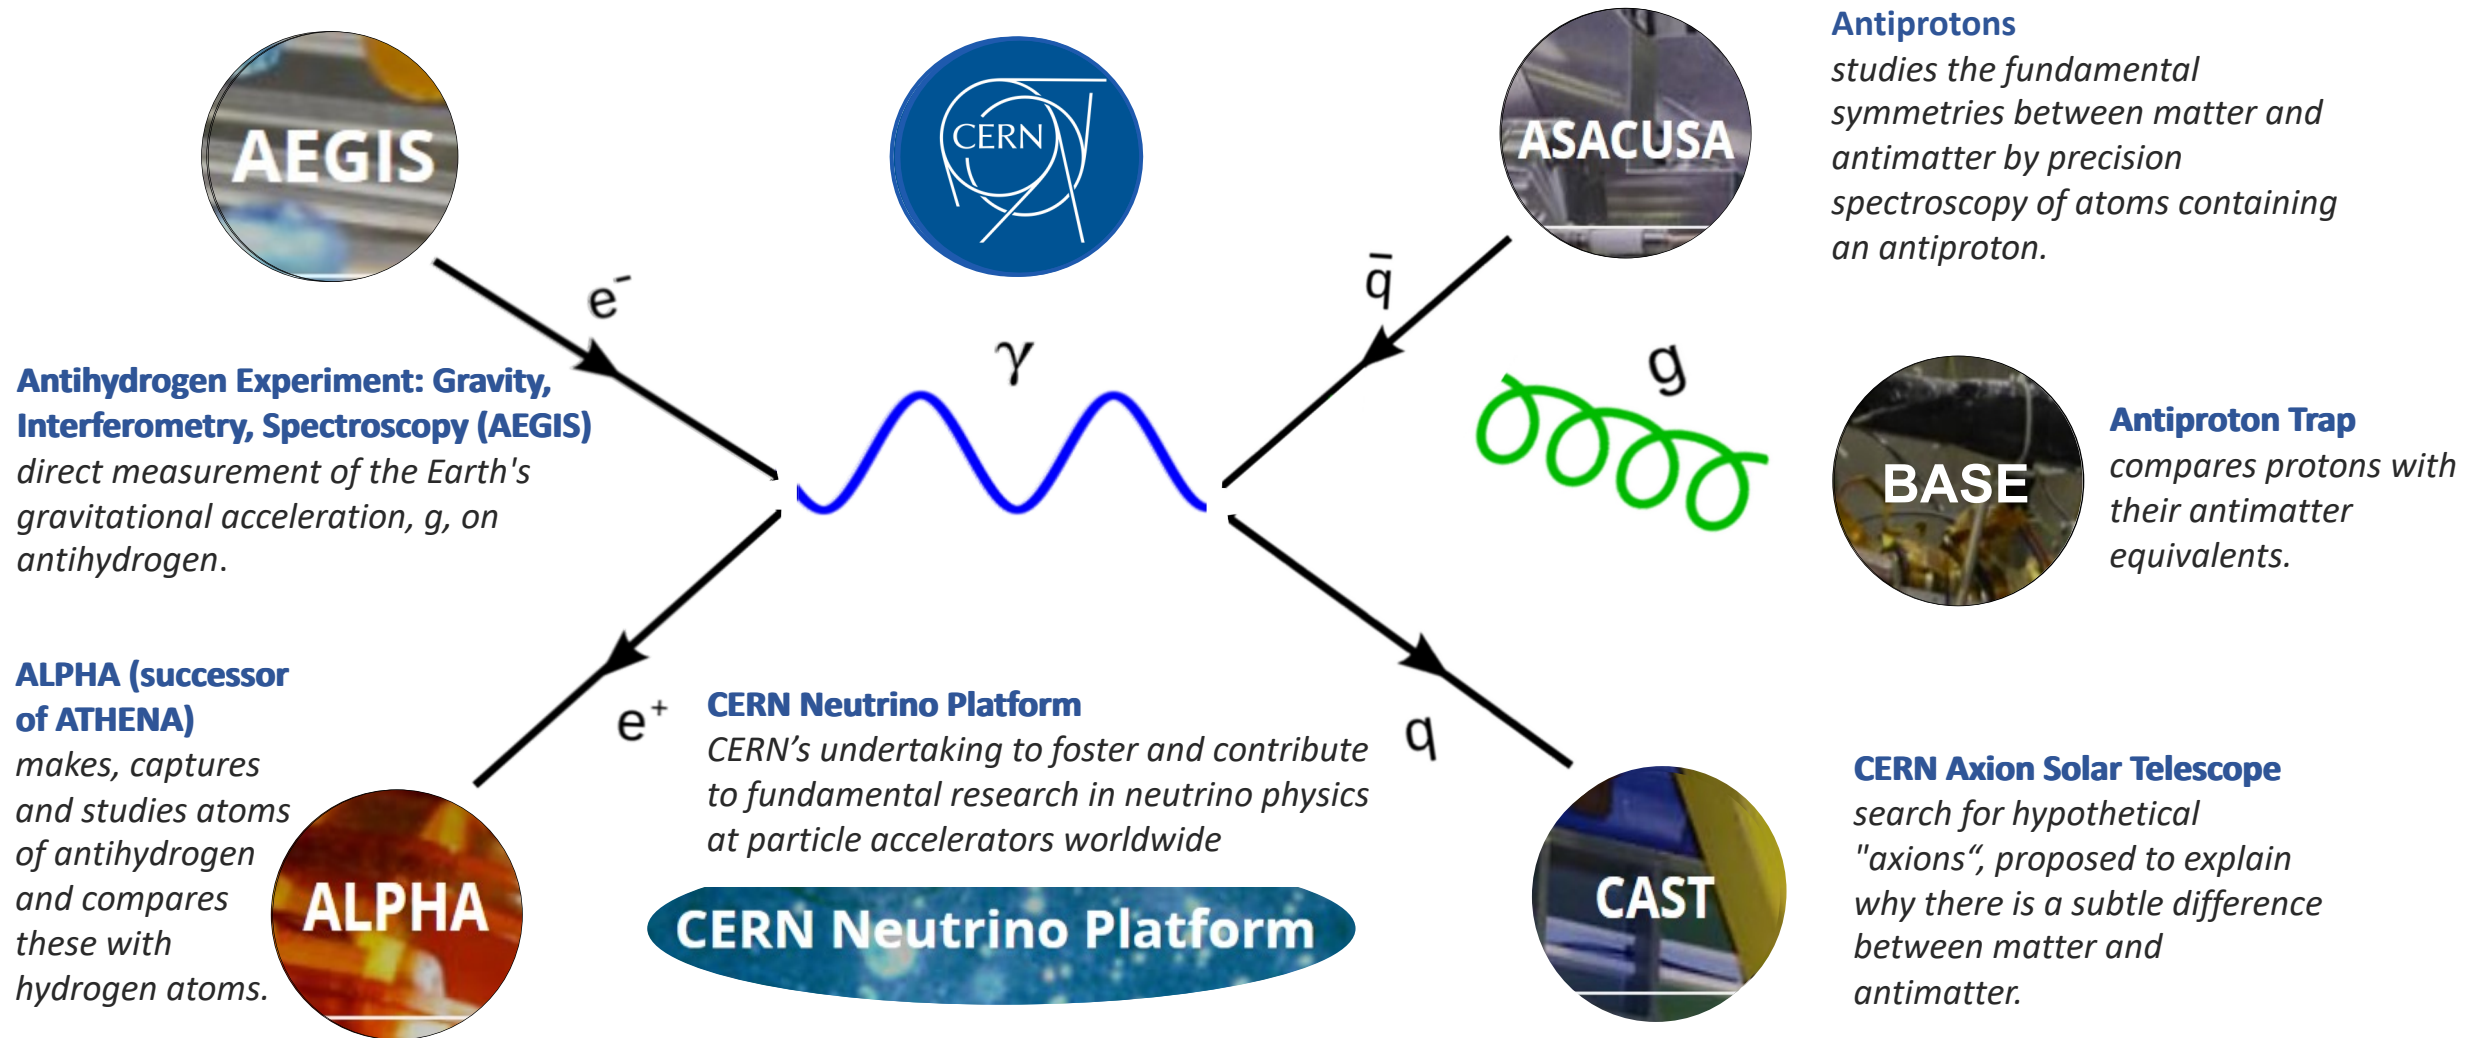 AEGIS
CERN
ASACUSA
Antiprotons
studies the fundamental
symmetries between matter and
antimatter by precision
spectroscopy of atoms containing
an antiproton.
e⁻
q̄
γ
g
Antihydrogen Experiment: Gravity,
Interferometry, Spectroscopy (AEGIS)
direct measurement of the Earth's
gravitational acceleration, g, on
antihydrogen.
BASE
Antiproton Trap
compares protons with
their antimatter
equivalents.
ALPHA (successor
of ATHENA)
makes, captures
and studies atoms
of antihydrogen
and compares
these with
hydrogen atoms.
ALPHA
e⁺
q
CERN Neutrino Platform
CERN’s undertaking to foster and contribute
to fundamental research in neutrino physics
at particle accelerators worldwide
CERN Neutrino Platform
CAST
CERN Axion Solar Telescope
search for hypothetical
"axions“, proposed to explain
why there is a subtle difference
between matter and
antimatter.